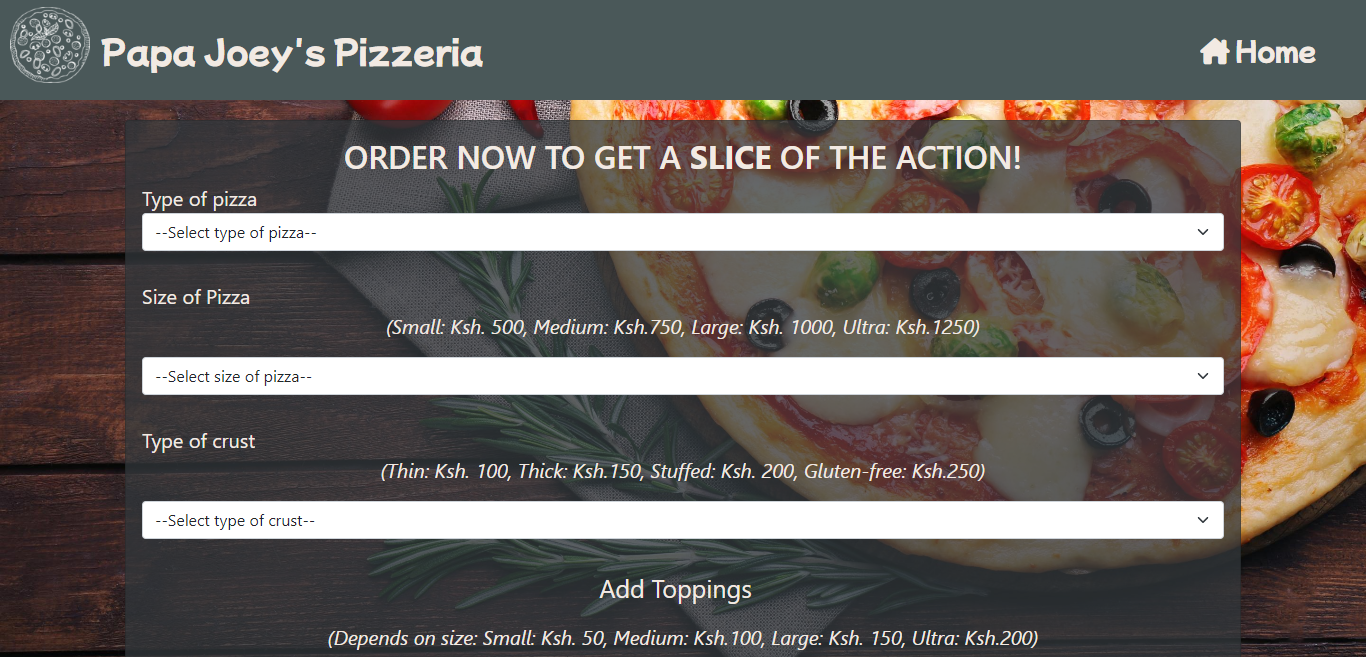 Papa Joey's Pizzeria
Home
ORDER NOW TO GET A SLICE OF THE ACTION!
Type of pizza
--Select type of pizza--
Size of Pizza
(Small: Ksh. 500, Medium: Ksh.750, Large: Ksh. 1000, Ultra: Ksh.1250)
--Select size of pizza--
Type of crust
(Thin: Ksh. 100, Thick: Ksh.150, Stuffed: Ksh. 200, Gluten-free: Ksh.250)
--Select type of crust--
Add Toppings
(Depends on size: Small: Ksh. 50, Medium: Ksh.100, Large: Ksh. 150, Ultra: Ksh.200)